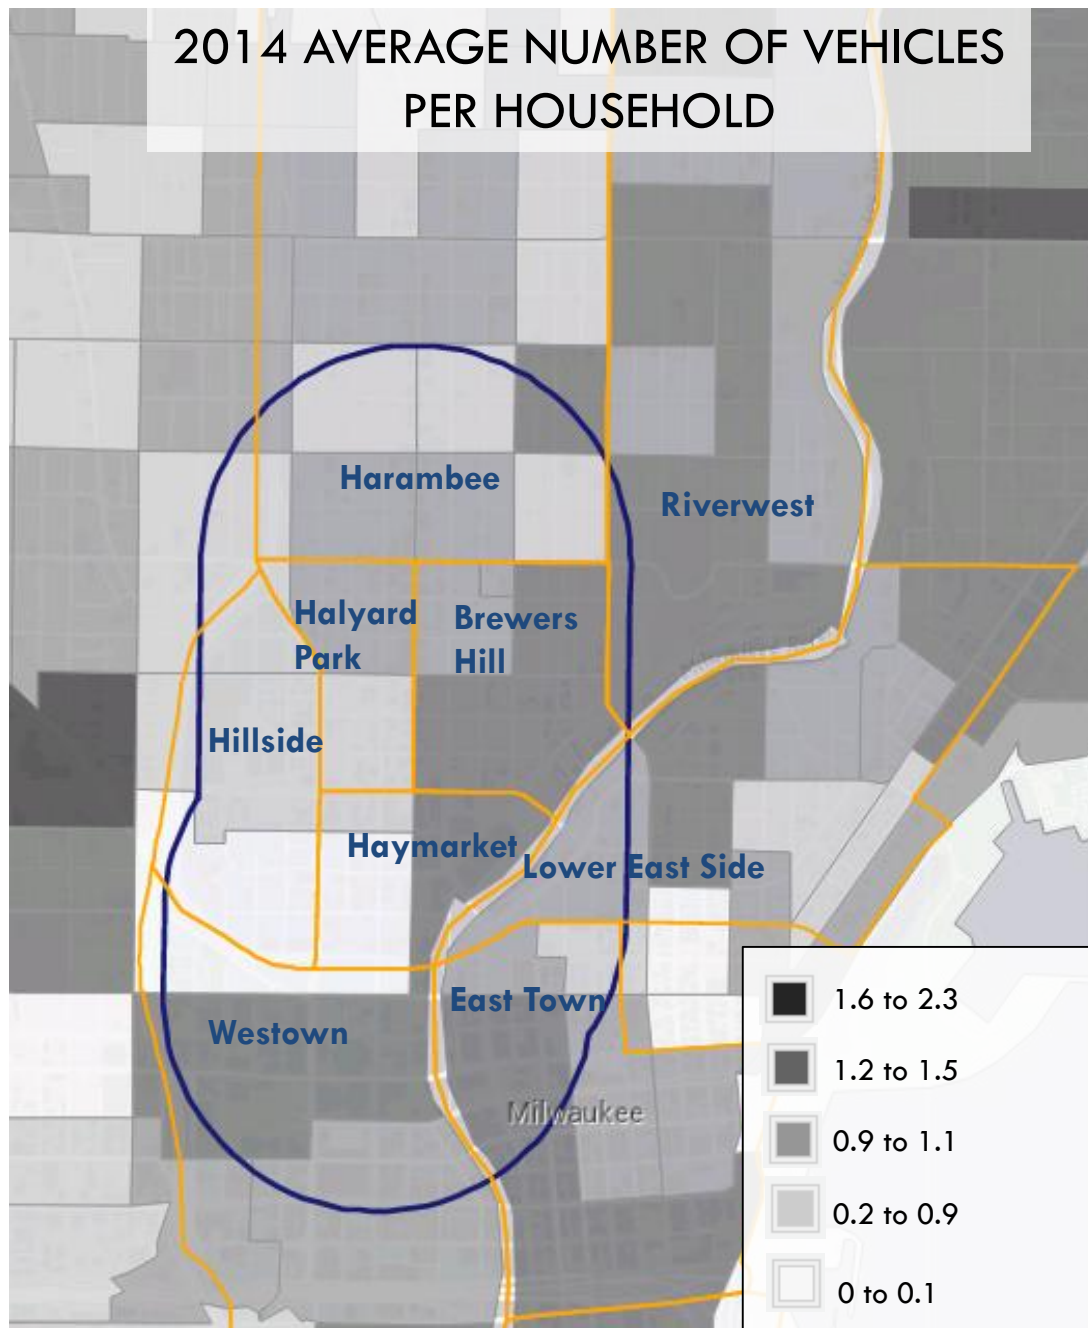 2014 AVERAGE NUMBER OF VEHICLES
PER HOUSEHOLD
Harambee
Riverwest
Halyard
Park
Brewers
Hill
Hillside
Haymarket
Lower East Side
East Town
Westown
Milwaukee
1.6 to 2.3
1.2 to 1.5
0.9 to 1.1
0.2 to 0.9
0 to 0.1